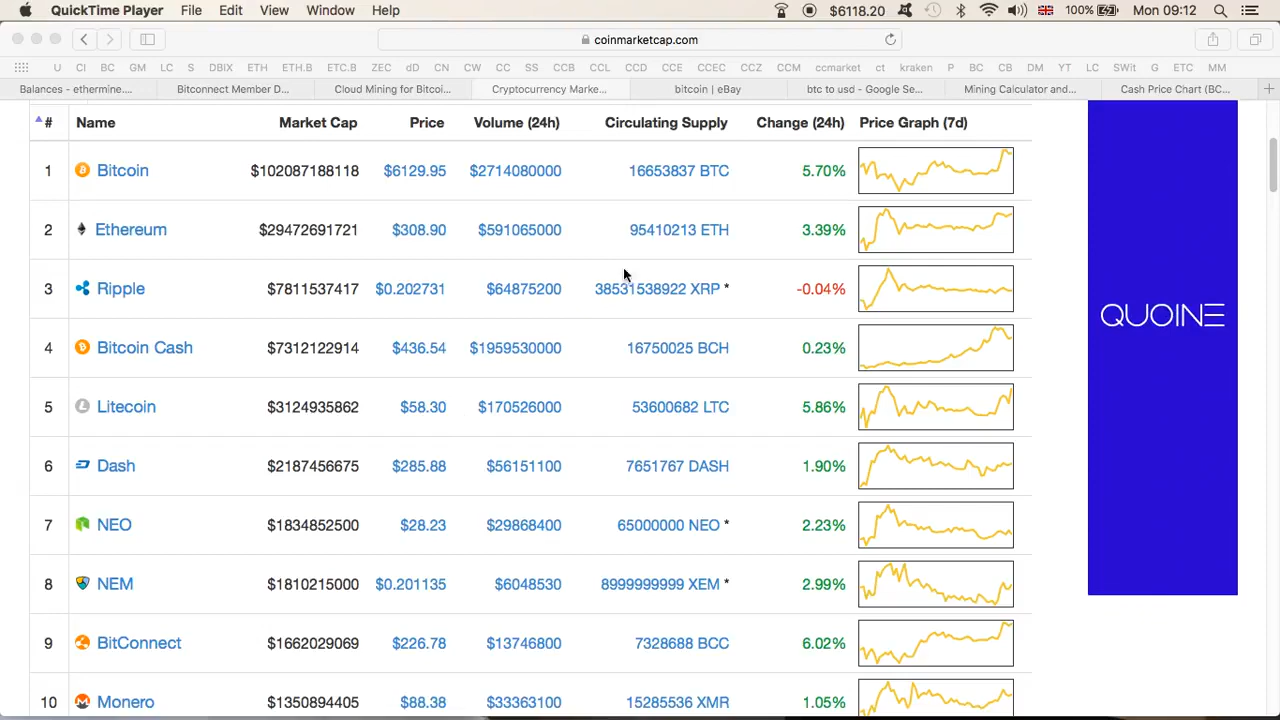 QuickTime Player File Edit View Window Help $6118.20 100% Mon 09:12
coinmarketcap.com
U CI BC GM LC S DBIX ETH ETH.B ETC.B ZEC dD CN CW CC SS CCB CCL CCD CCE CCEC CCZ CCM ccmarket ct kraken P BC CB DM YT LC SWit G ETC MM
Balances - ethermine.... Bitconnect Member D... Cloud Mining for Bitcoi... Cryptocurrency Marke... bitcoin | eBay btc to usd - Google Se... Mining Calculator and... Cash Price Chart (BC...
# Name Market Cap Price Volume (24h) Circulating Supply Change (24h) Price Graph (7d)
1 Bitcoin $102087188118 $6129.95 $2714080000 16653837 BTC 5.70%
2 Ethereum $29472691721 $308.90 $591065000 95410213 ETH 3.39%
3 Ripple $7811537417 $0.202731 $64875200 38531538922 XRP * -0.04%
QUOINE
4 Bitcoin Cash $7312122914 $436.54 $1959530000 16750025 BCH 0.23%
5 Litecoin $3124935862 $58.30 $170526000 53600682 LTC 5.86%
6 Dash $2187456675 $285.88 $56151100 7651767 DASH 1.90%
7 NEO $1834852500 $28.23 $29868400 65000000 NEO * 2.23%
8 NEM $1810215000 $0.201135 $6048530 8999999999 XEM * 2.99%
9 BitConnect $1662029069 $226.78 $13746800 7328688 BCC 6.02%
10 Monero $1350894405 $88.38 $33363100 15285536 XMR 1.05%